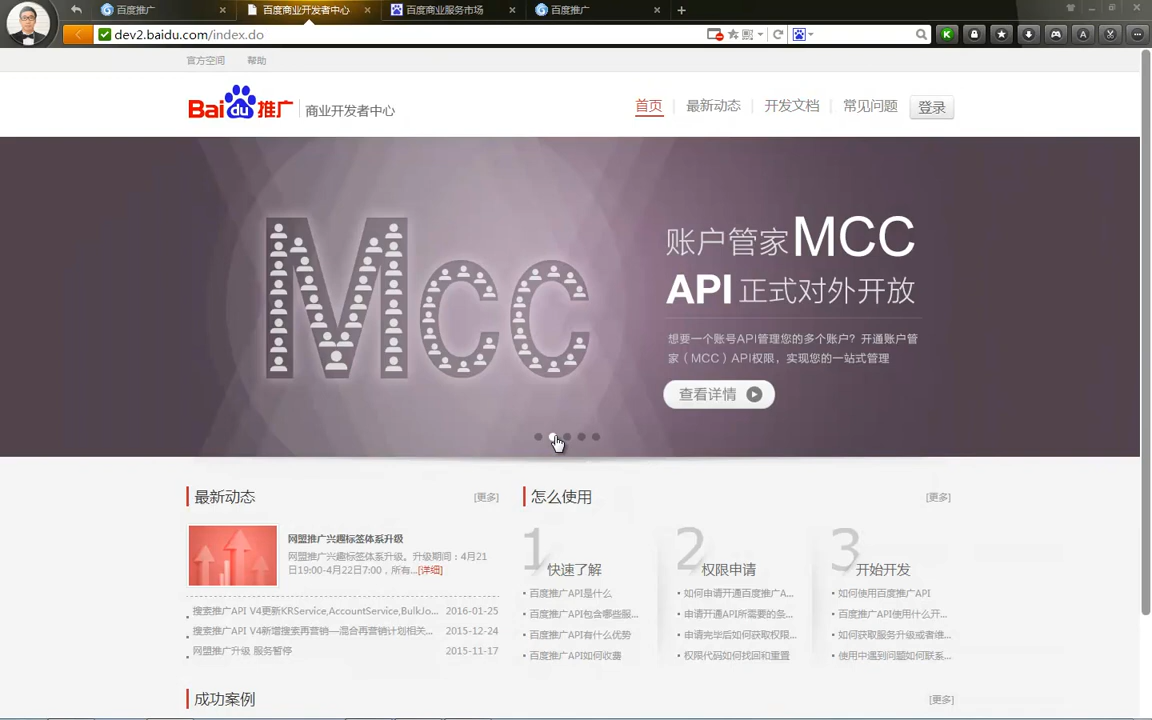 百度推广
百度商业开发者中心
百度商业服务市场
百度推广
dev2.baidu.com/index.do
官方空间
帮助
Bai du 推广
商业开发者中心
首页
最新动态
开发文档
常见问题
登录
MCC
账户管家MCC
API正式对外开放
想要一个账号API管理您的多个账户？开通账户管
家（MCC）API权限，实现您的一站式管理
查看详情
最新动态
[更多]
网盟推广兴趣标签体系升级
网盟推广兴趣标签体系升级。升级期间：4月21
日19:00-4月22日7:00，所有...[详细]
搜索推广API V4更新KRService,AccountService,BulkJo... 2016-01-25
搜索推广API V4新增搜索再营销—混合再营销计划相关... 2015-12-24
网盟推广升级 服务暂停 2015-11-17
怎么使用
[更多]
1 快速了解
百度推广API是什么
百度推广API包含哪些服...
百度推广API有什么优势
百度推广API如何收费
2 权限申请
如何申请开通百度推广A...
申请开通API所需要的条...
申请完毕后如何获取权限...
权限代码如何找回和重置
3 开始开发
如何使用百度推广API
百度推广API使用什么开...
如何获取服务升级或者维...
使用中遇到问题如何联系...
成功案例
[更多]